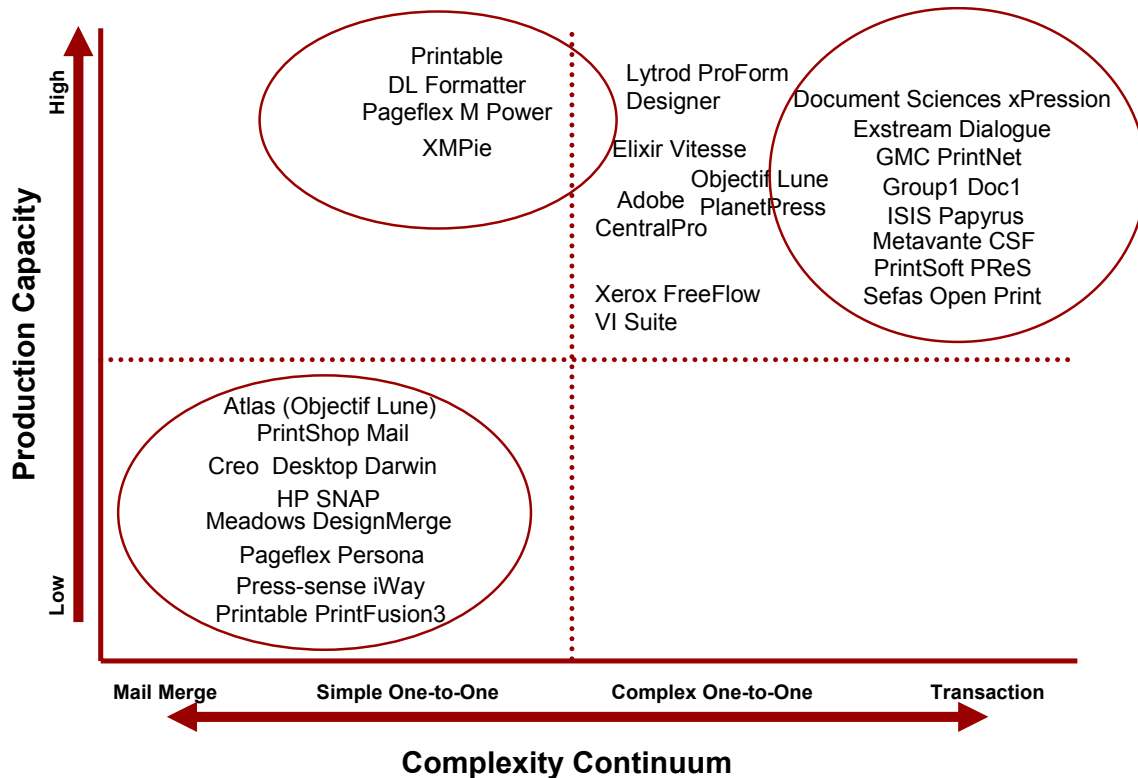 Printable
DL Formatter
Pageflex M Power
XMPie
Lytrod ProForm
Designer
Elixir Vitesse
Objectif Lune
PlanetPress
Adobe
CentralPro
Xerox FreeFlow
VI Suite
Document Sciences xPression
Exstream Dialogue
GMC PrintNet
Group1 Doc1
ISIS Papyrus
Metavante CSF
PrintSoft PReS
Sefas Open Print
High
Production Capacity
Low
Atlas (Objectif Lune)
PrintShop Mail
Creo Desktop Darwin
HP SNAP
Meadows DesignMerge
Pageflex Persona
Press-sense iWay
Printable PrintFusion3
Mail Merge
Simple One-to-One
Complex One-to-One
Transaction
Complexity Continuum